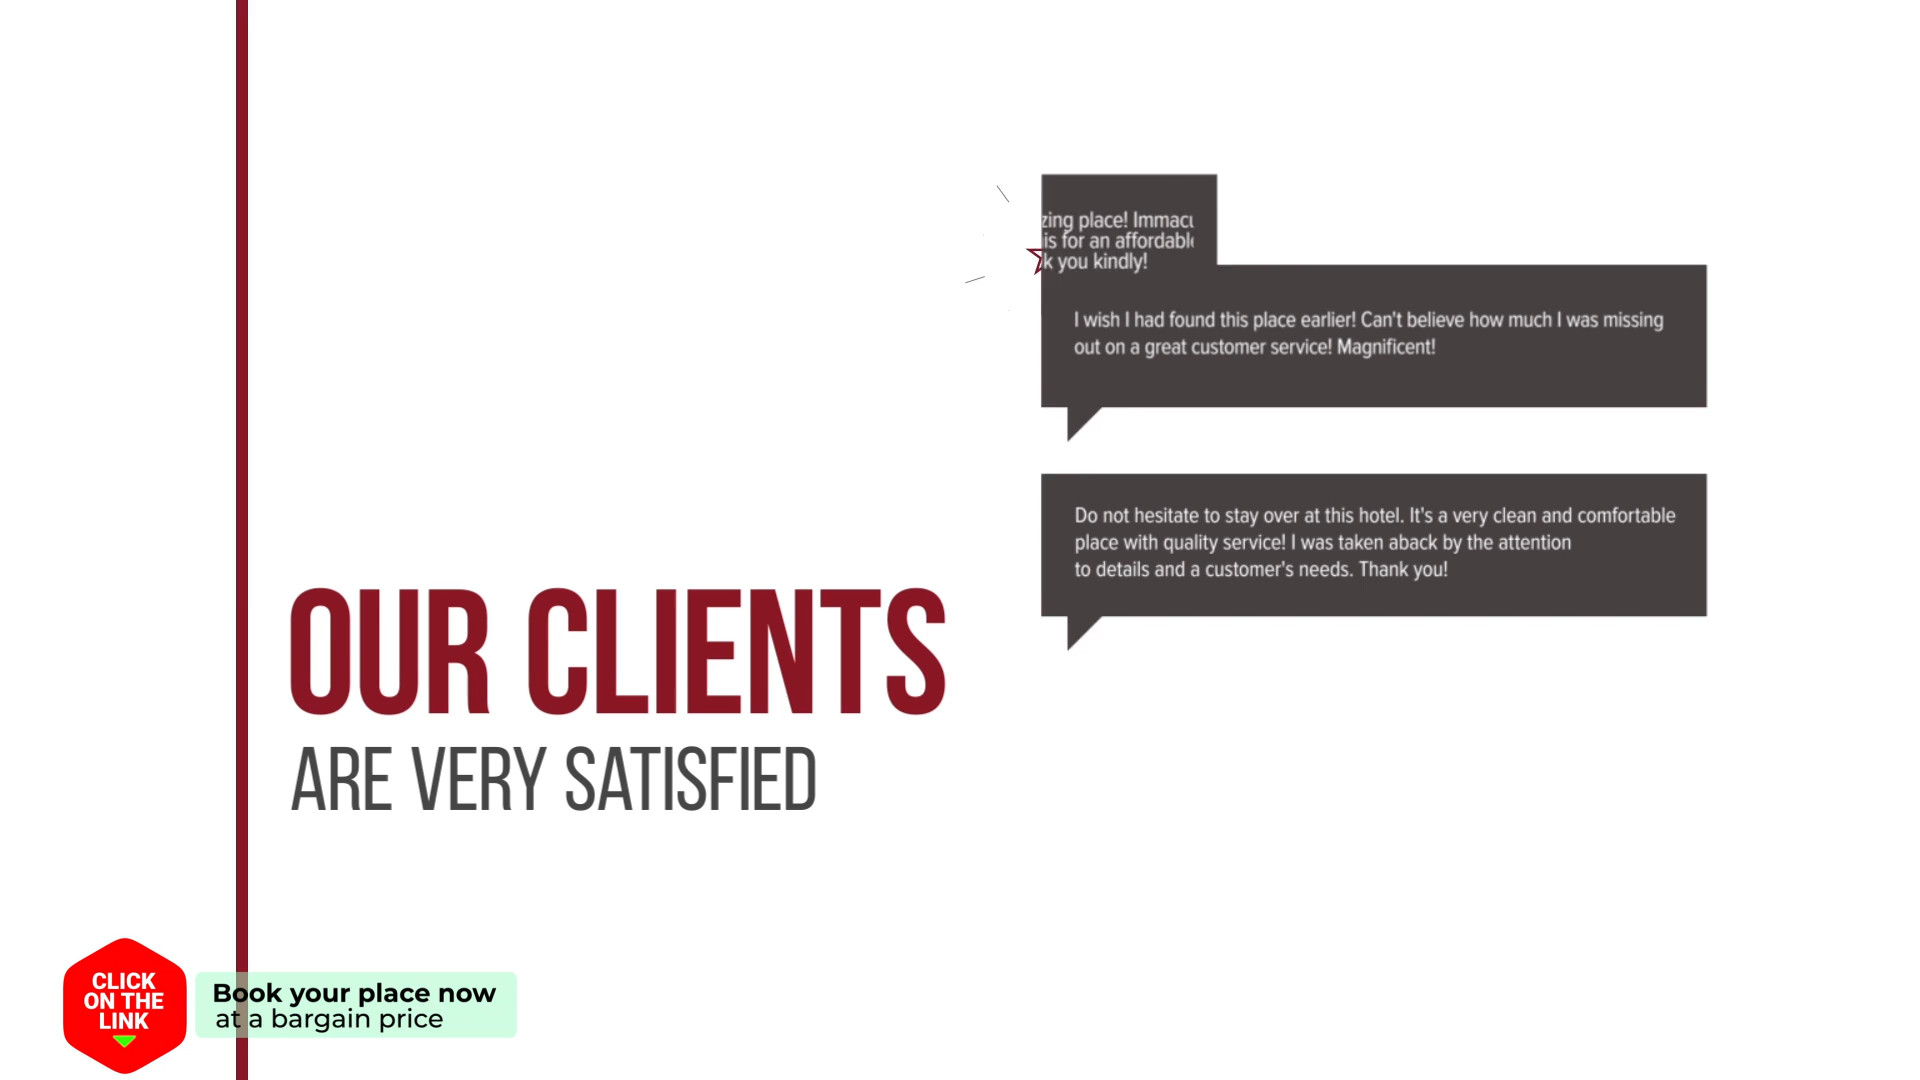 place! Immacu
is for an affordable
you kindly!
I wish I had found this place earlier! Can't believe how much I was missing
out on a great customer service! Magnificent!
Do not hesitate to stay over at this hotel. It's a very clean and comfortable
place with quality service! I was taken aback by the attention
to details and a customer's needs. Thank you!
OUR CLIENTS
ARE VERY SATISFIED
CLICK
ON THE
LINK
Book your place now
at a bargain price